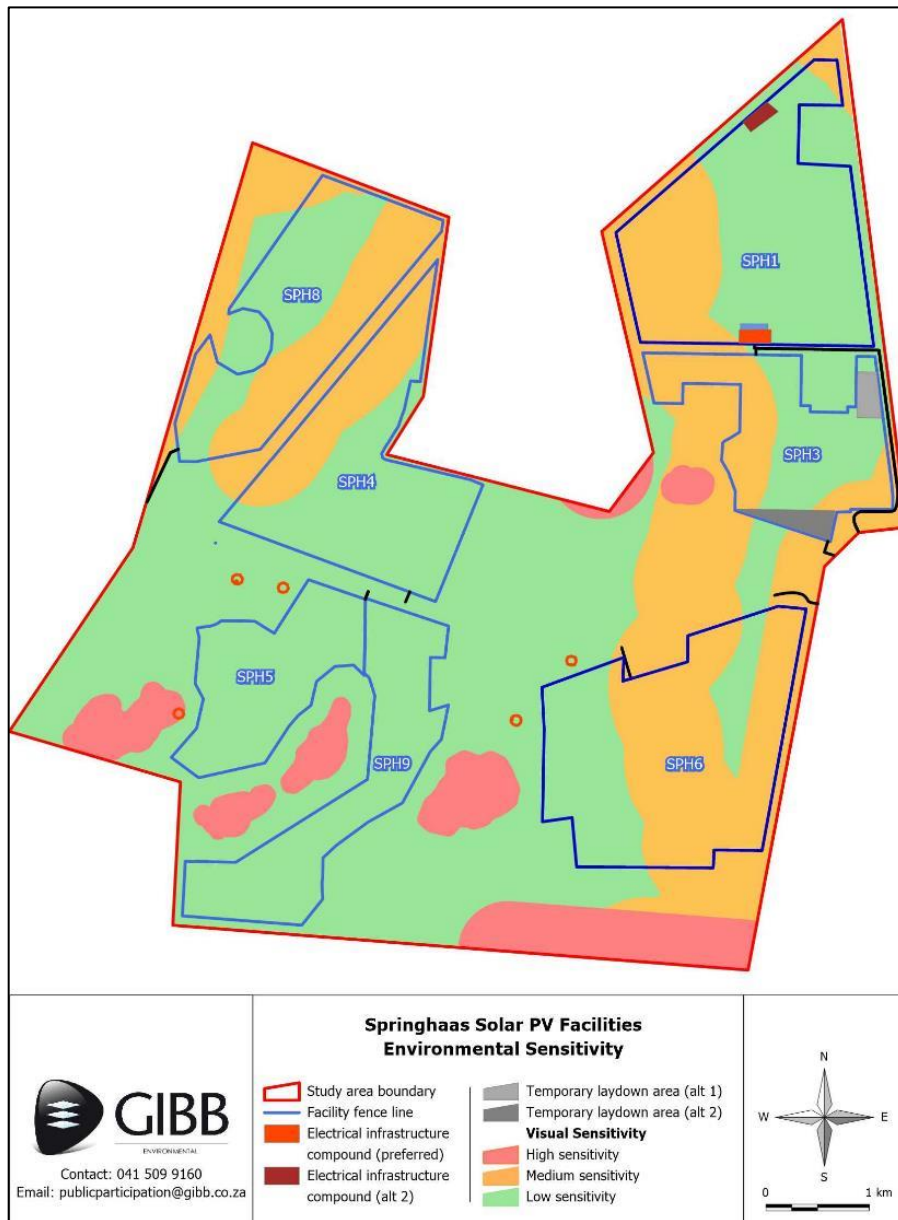 SPH1
SPH8
SPH3
SPH4
SPH5
SPH9
SPH6
GIBB
ENVIRONMENTAL
Contact: 041 509 9160
Email: publicparticipation@gibb.co.za
Springhaas Solar PV Facilities
Environmental Sensitivity
Study area boundary
Facility fence line
Electrical infrastructure
compound (preferred)
Electrical infrastructure
compound (alt 2)
Temporary laydown area (alt 1)
Temporary laydown area (alt 2)
Visual Sensitivity
High sensitivity
Medium sensitivity
Low sensitivity
N
W E
S
0 1 km